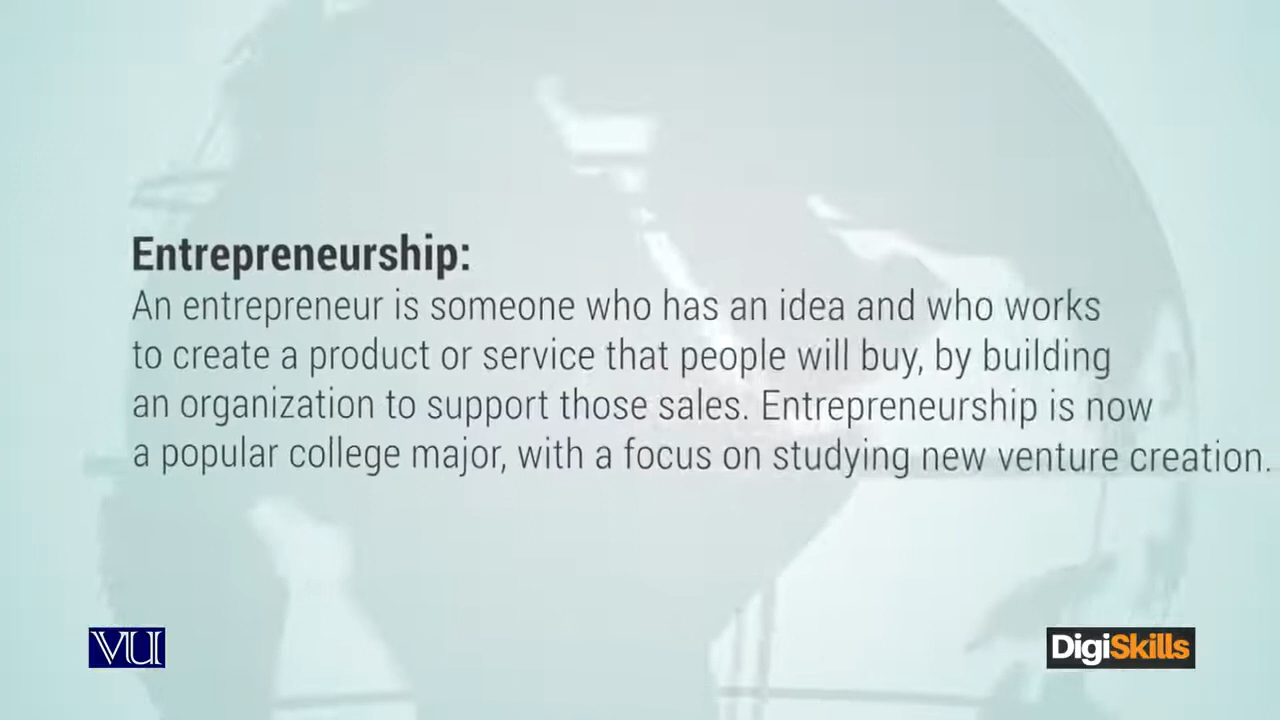 Entrepreneurship:
An entrepreneur is someone who has an idea and who works
to create a product or service that people will buy, by building
an organization to support those sales. Entrepreneurship is now
a popular college major, with a focus on studying new venture creation.
VU
DigiSkills